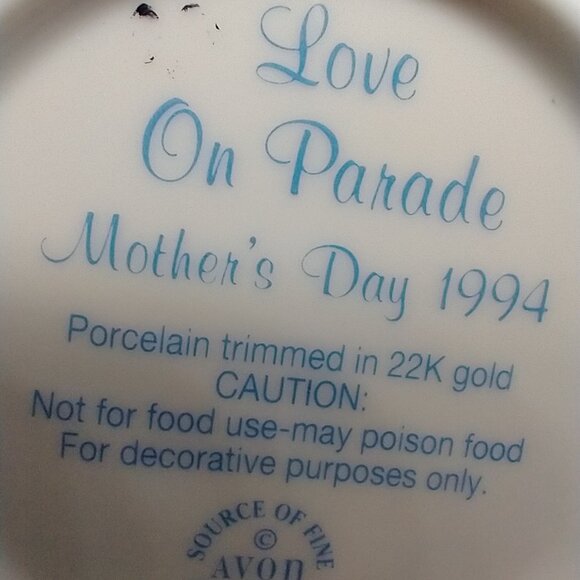 Love
On Parade
Mother's Day 1994
Porcelain trimmed in 22K gold
CAUTION:
Not for food use-may poison food
For decorative purposes only.
SOURCE OF FINE
©
AVON